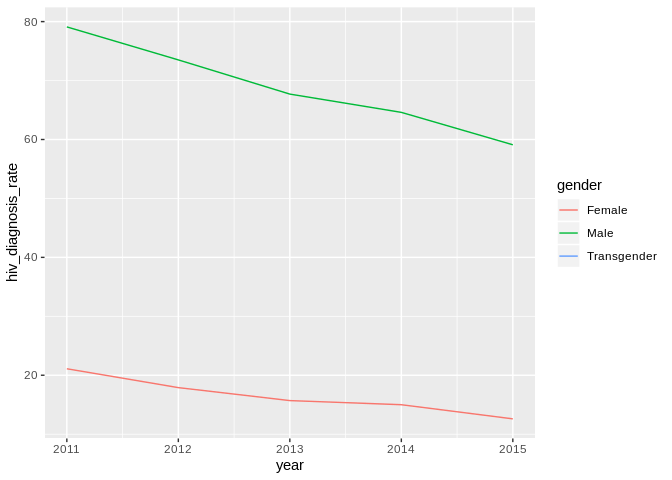 80
60
40
20
hiv_diagnosis_rate
2011 2012 2013 2014 2015
year
gender
Female
Male
Transgender